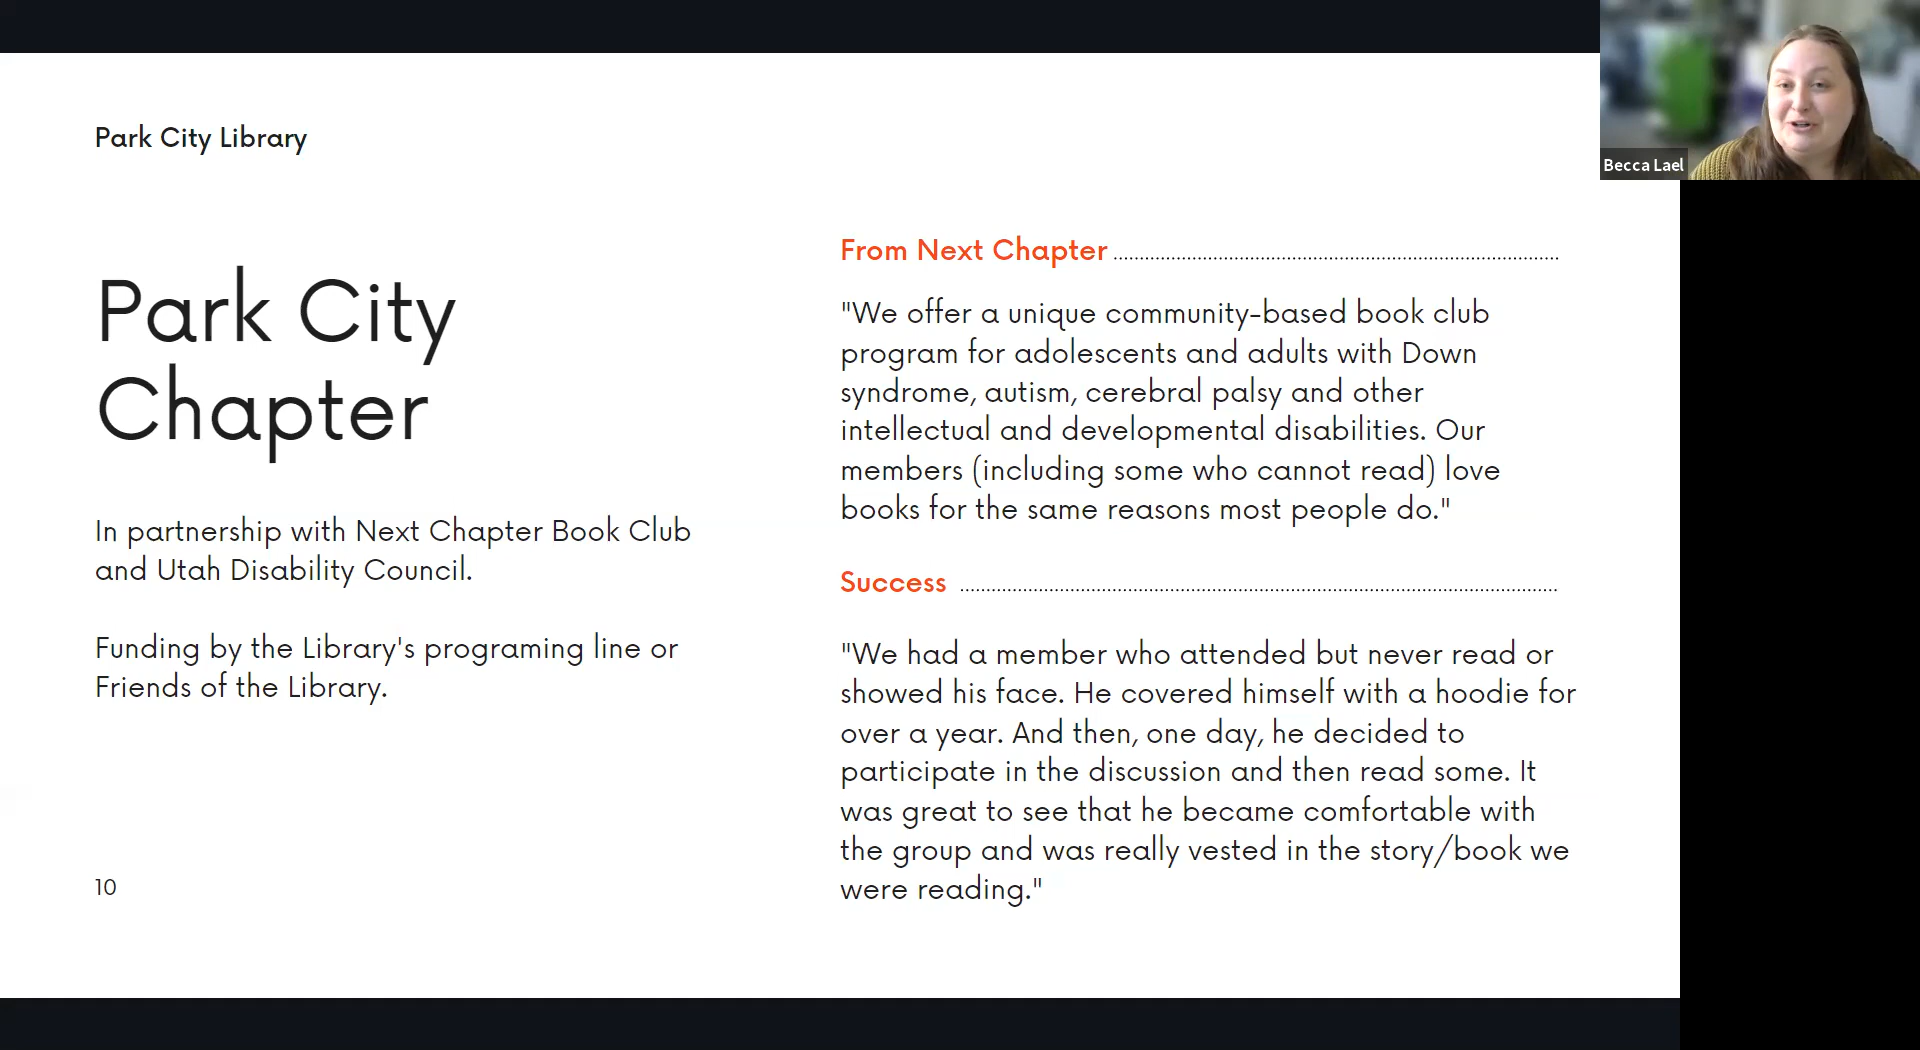 Park City Library
Park City
Chapter
In partnership with Next Chapter Book Club
and Utah Disability Council.
Funding by the Library's programing line or
Friends of the Library.
10
From Next Chapter
"We offer a unique community-based book club
program for adolescents and adults with Down
syndrome, autism, cerebral palsy and other
intellectual and developmental disabilities. Our
members (including some who cannot read) love
books for the same reasons most people do."
Success
"We had a member who attended but never read or
showed his face. He covered himself with a hoodie for
over a year. And then, one day, he decided to
participate in the discussion and then read some. It
was great to see that he became comfortable with
the group and was really vested in the story/book we
were reading."
Becca Lael